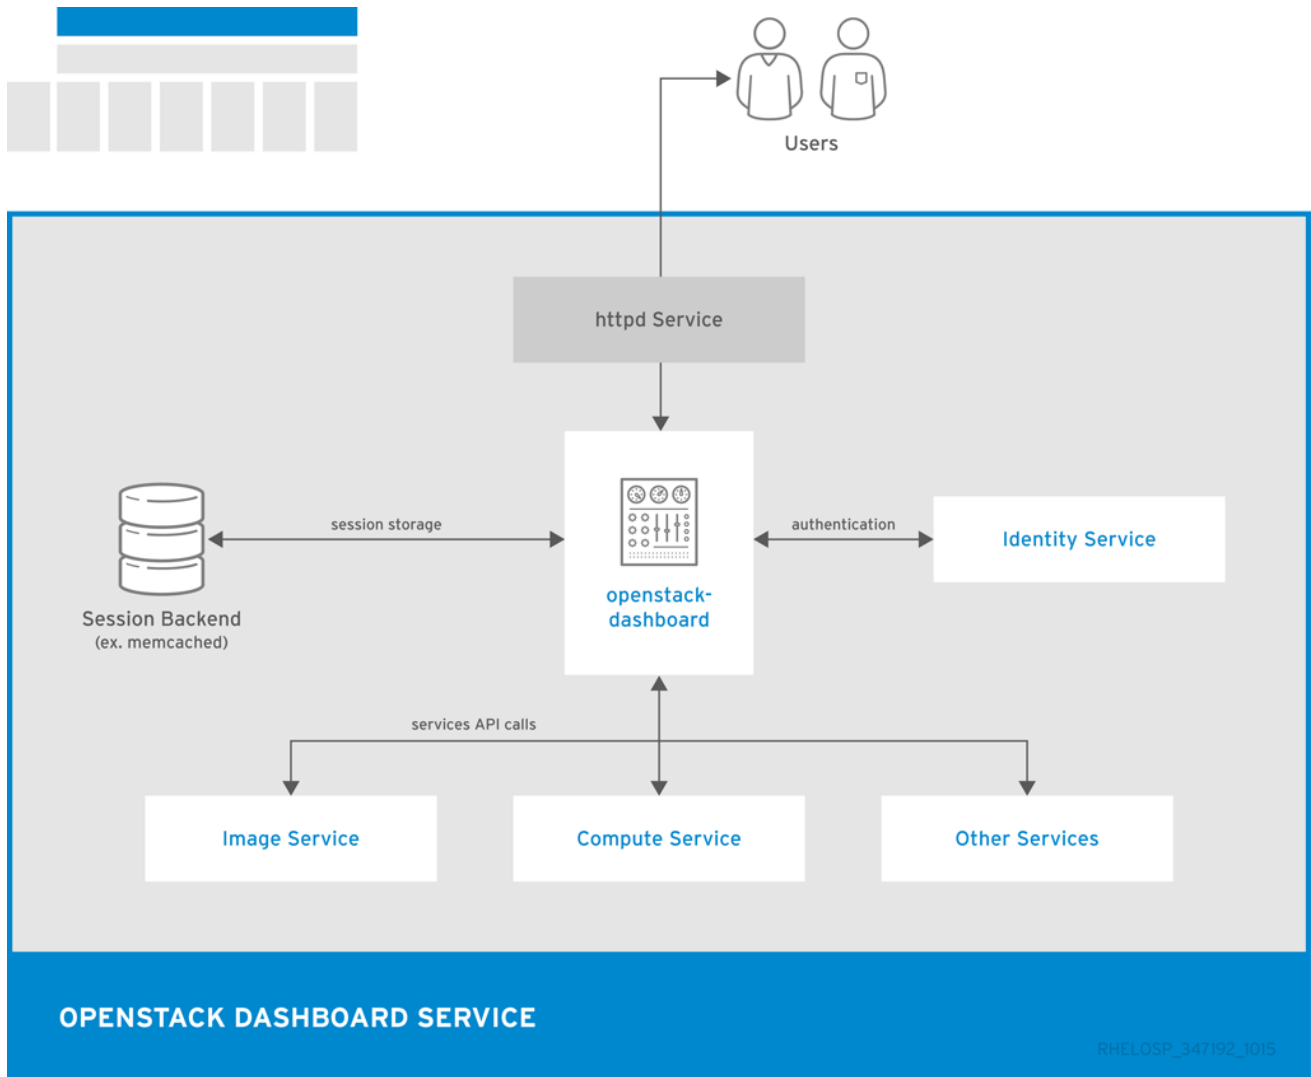 Users
httpd Service
session storage
authentication
Identity Service
openstack-
dashboard
Session Backend
(ex. memcached)
services API calls
Image Service
Compute Service
Other Services
OPENSTACK DASHBOARD SERVICE
RHELOSP_347192_1015